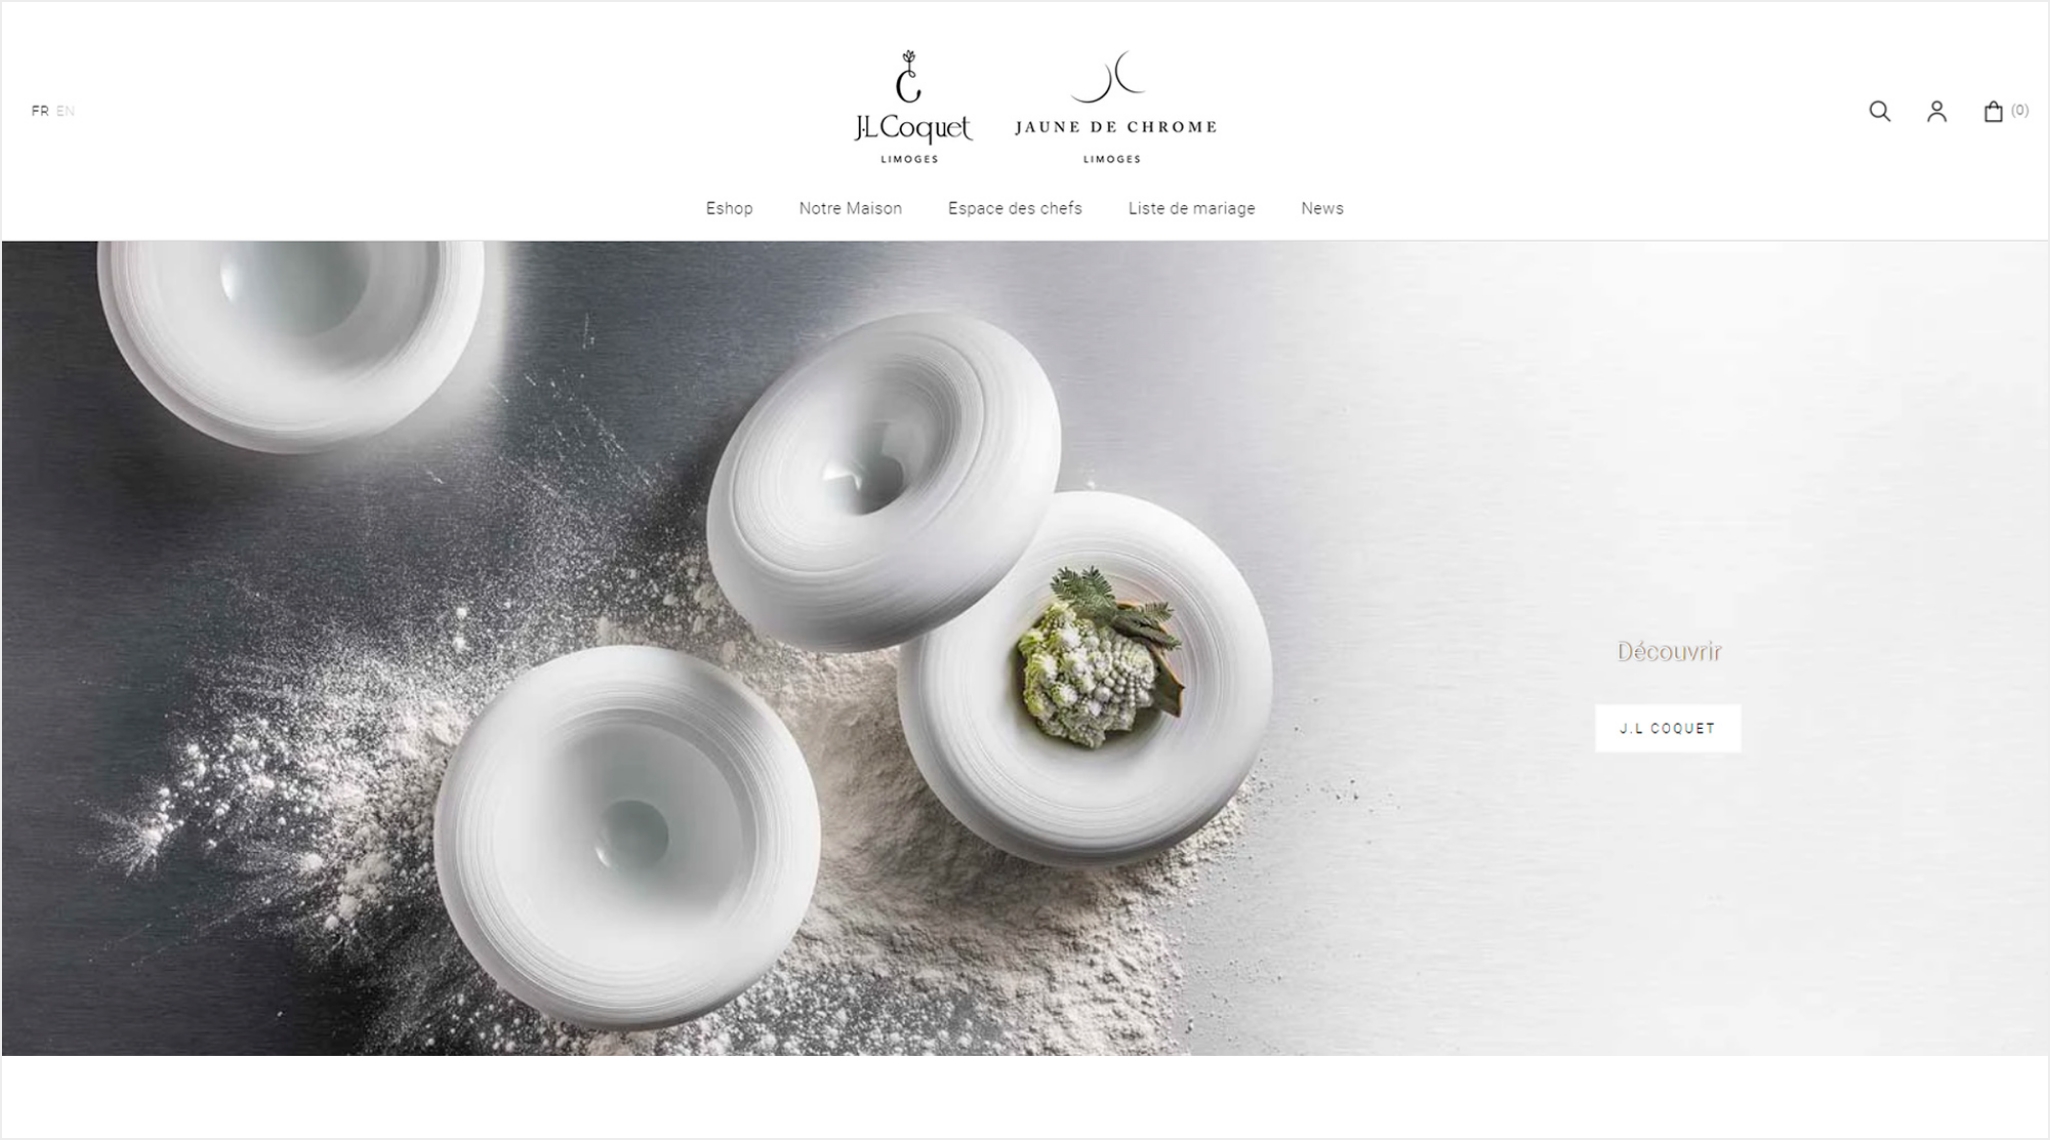 FR EN
J.L Coquet
LIMOGES
JAUNE DE CHROME
LIMOGES
(0)
Eshop
Notre Maison
Espace des chefs
Liste de mariage
News
Découvrir
J.L COQUET